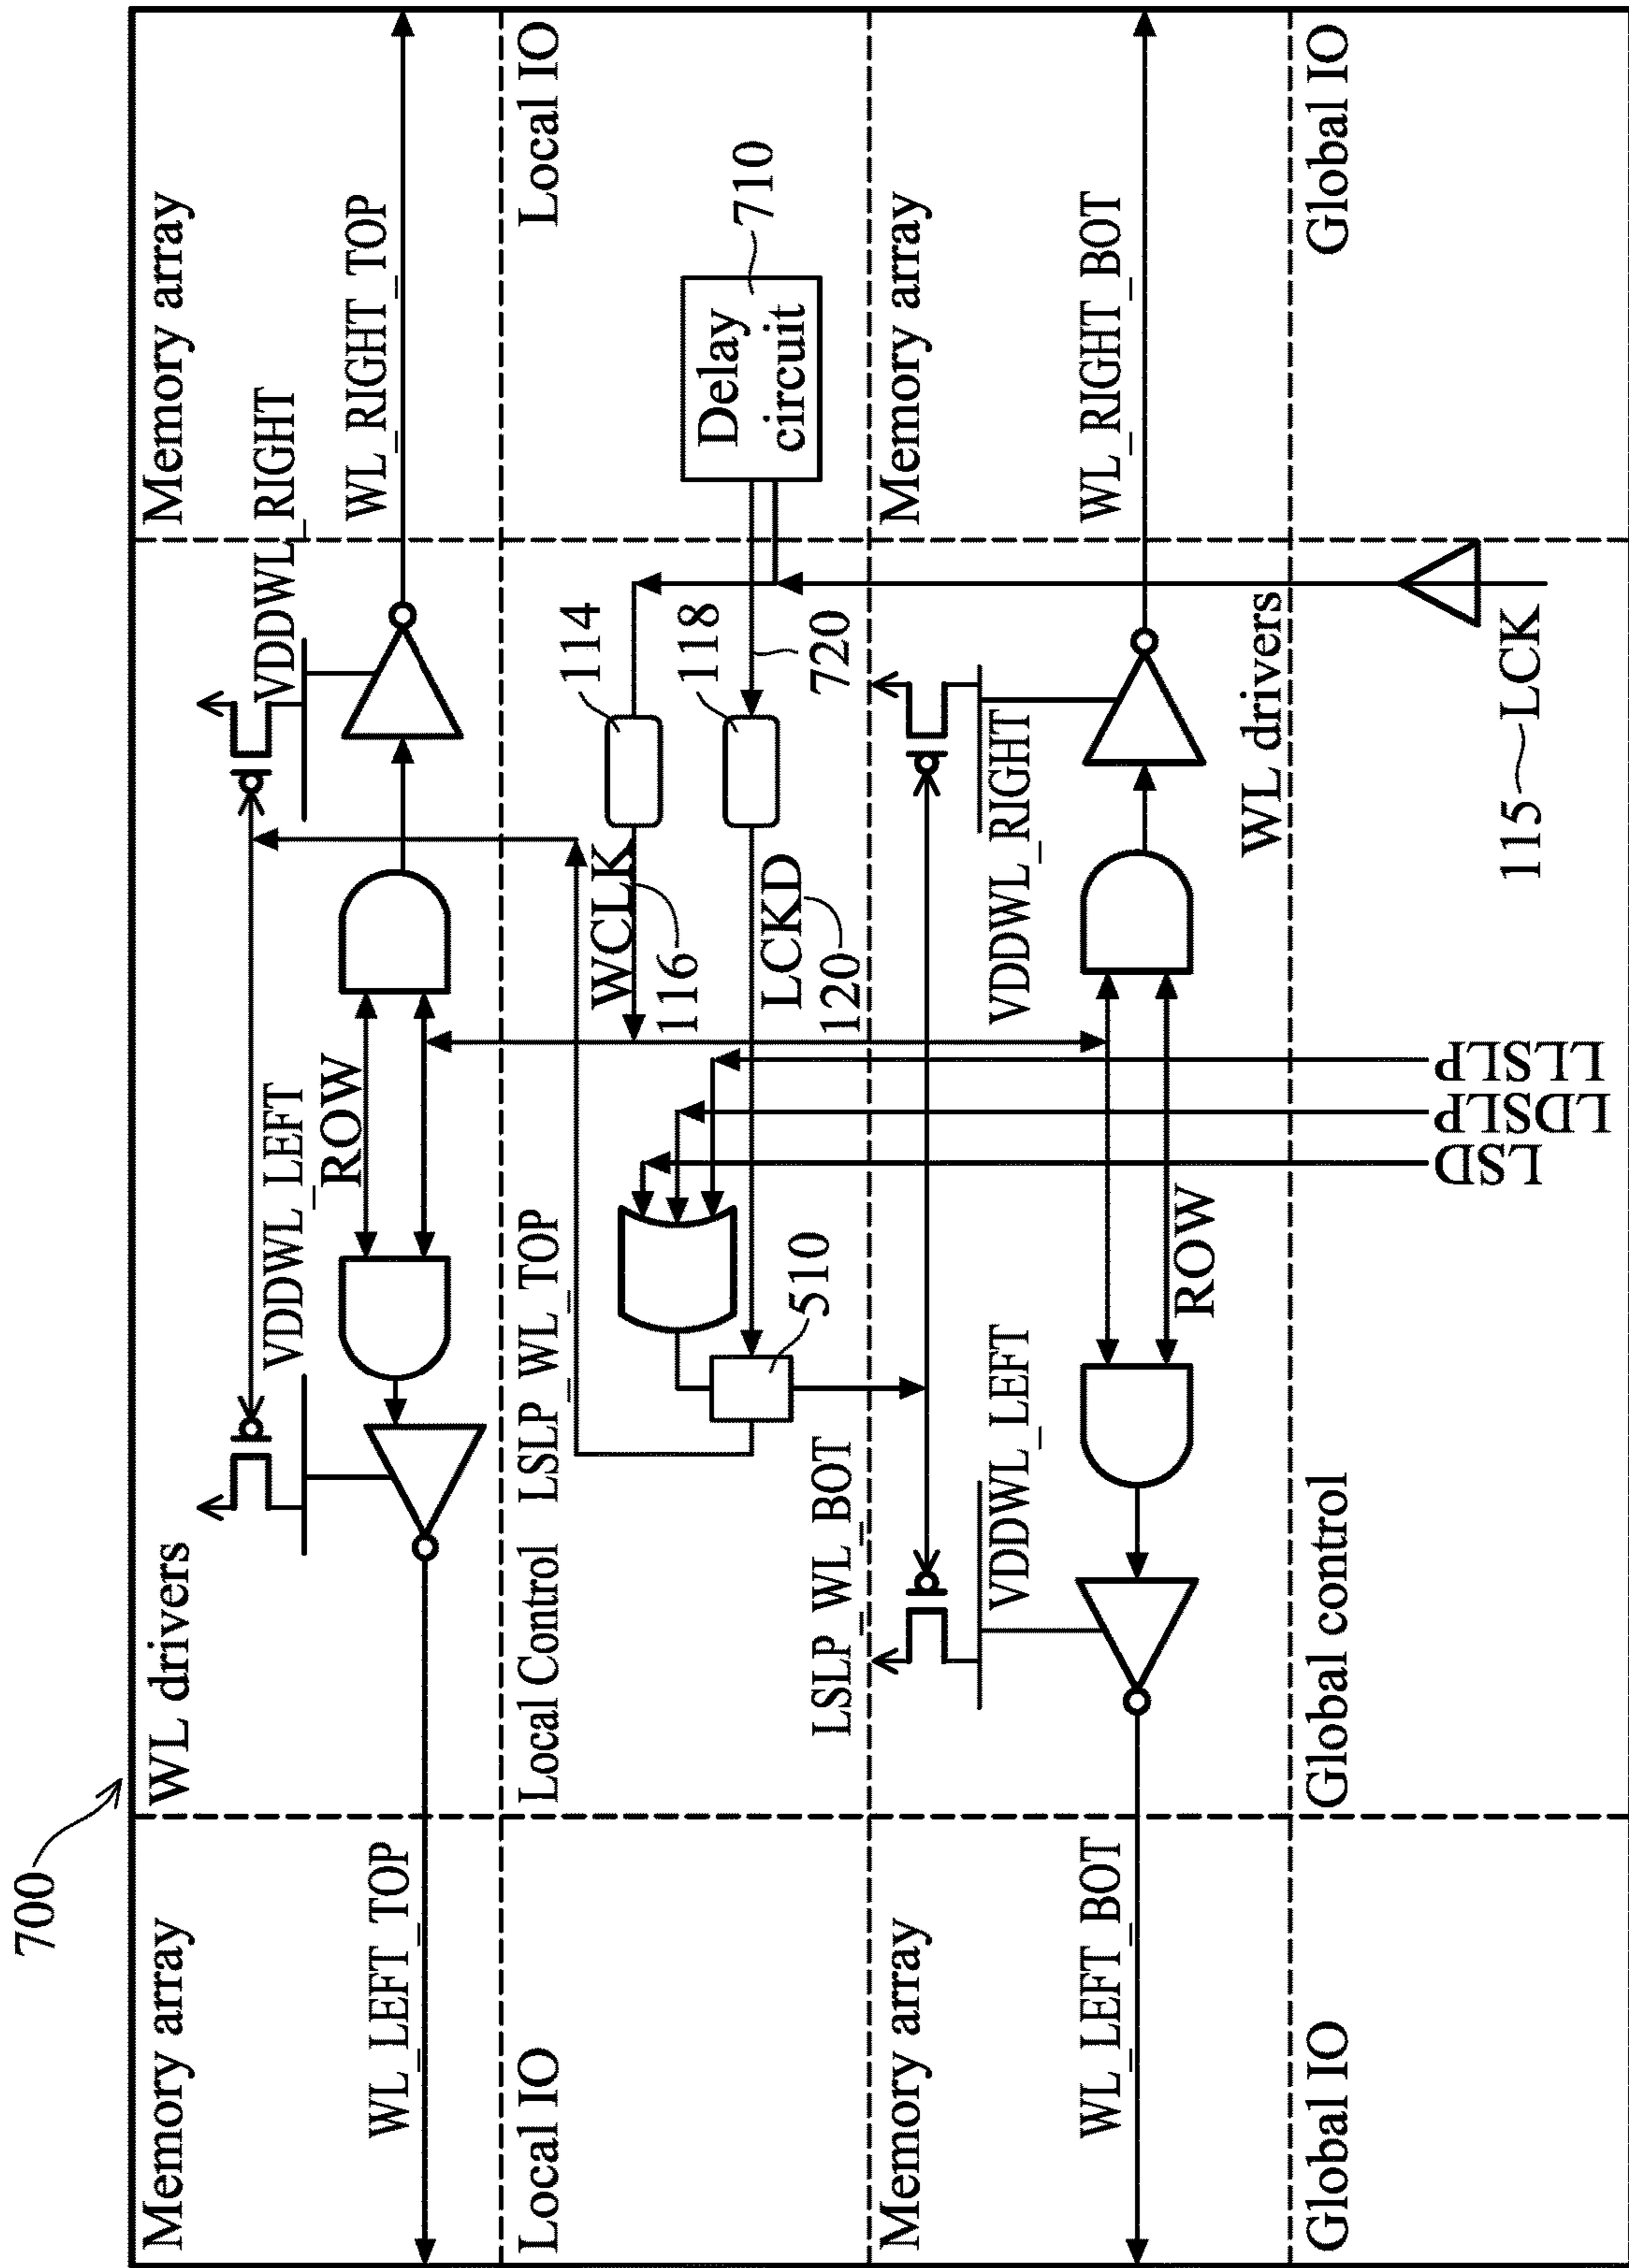 700
Memory array
WL drivers
Memory array
VDDWL_LEFT
VDDWL_RIGHT
ROW
WL_LEFT_TOP
WL_RIGHT_TOP
Local IO
Local Control
LSLP_WL_TOP
Local IO
WCLK
114
116
118
LCKD
120
720
Delay
circuit
710
510
LSLP_WL_BOT
Memory array
Memory array
VDDWL_LEFT
VDDWL_RIGHT
WL_LEFT_BOT
WL_RIGHT_BOT
ROW
WL drivers
Global IO
Global control
Global IO
LSD
LDSLP
LLSLP
115
LCK